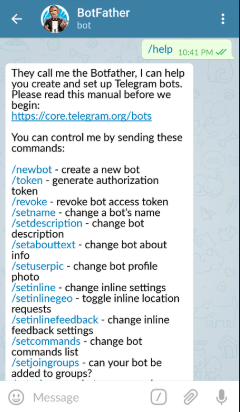 BotFather
bot
/help 10:41 PM
They call me the Botfather, I can help
you create and set up Telegram bots.
Please read this manual before we
begin:
https://core.telegram.org/bots
You can control me by sending these
commands:
/newbot - create a new bot
/token - generate authorization
token
/revoke - revoke bot access token
/setname - change a bot's name
/setdescription - change bot
description
/setabouttext - change bot about
info
/setuserpic - change bot profile
photo
/setinline - change inline settings
/setinlinegeo - toggle inline location
requests
/setinlinefeedback - change inline
feedback settings
/setcommands - change bot
commands list
/setjoingroups - can your bot be
added to groups?
Message